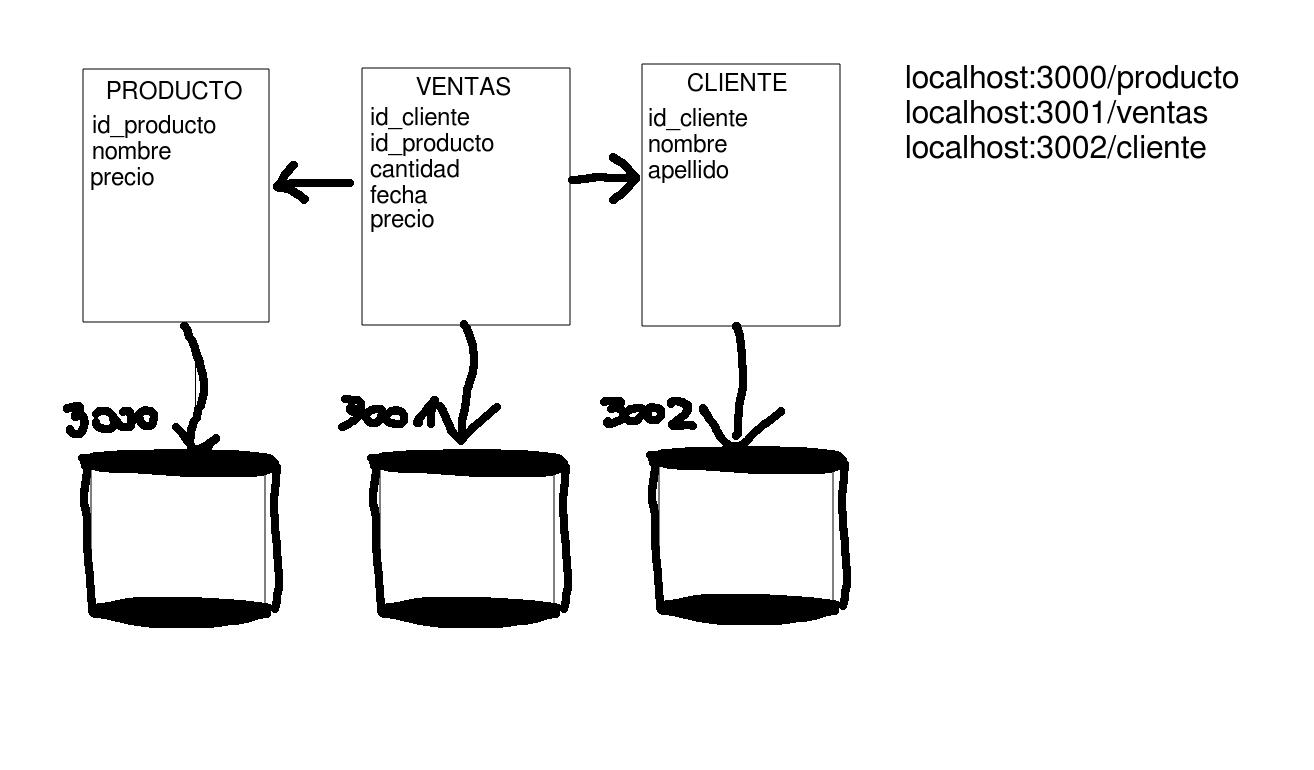 PRODUCTO
id_producto
nombre
precio
VENTAS
id_cliente
id_producto
cantidad
fecha
precio
CLIENTE
id_cliente
nombre
apellido
localhost:3000/producto
localhost:3001/ventas
localhost:3002/cliente
3000
3001
3002